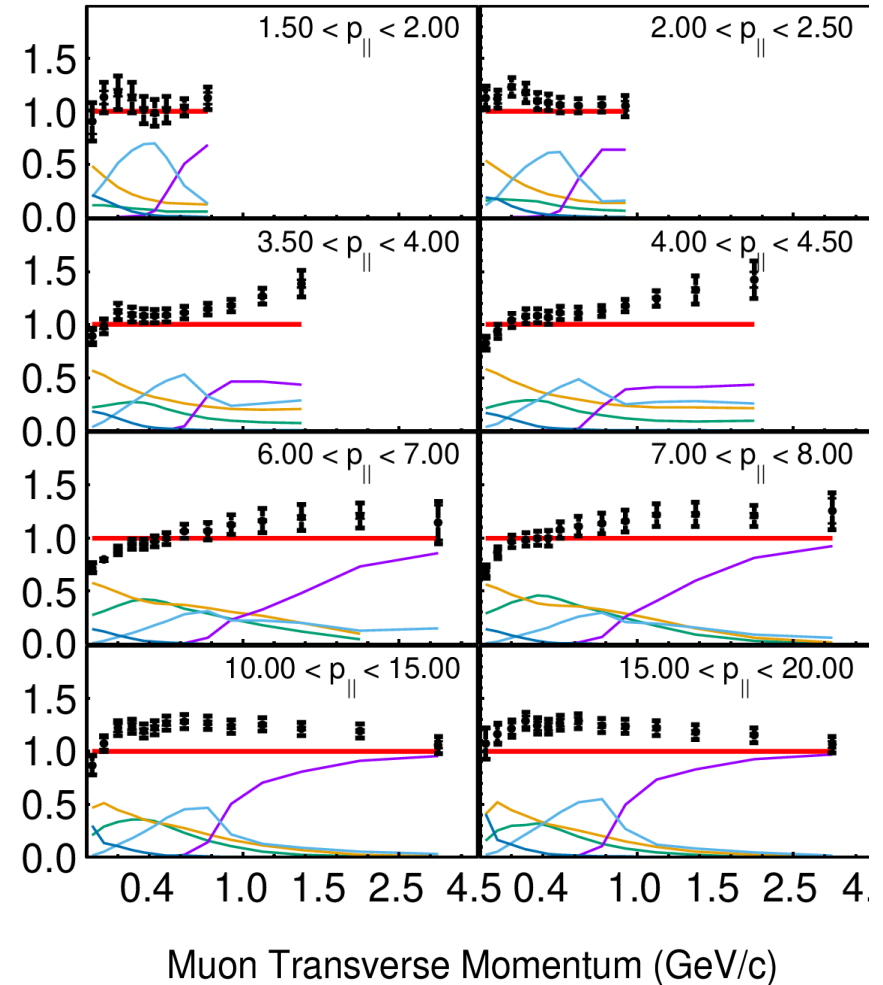 1.50 < p|| < 2.00
2.00 < p|| < 2.50
1.5
1.0
0.5
0.0
3.50 < p|| < 4.00
4.00 < p|| < 4.50
1.5
1.0
0.5
0.0
6.00 < p|| < 7.00
7.00 < p|| < 8.00
1.5
1.0
0.5
0.0
10.00 < p|| < 15.00
15.00 < p|| < 20.00
1.5
1.0
0.5
0.0
0.4 1.0 1.5 2.5 4.5 0.4 1.0 1.5 2.5 4.
Muon Transverse Momentum (GeV/c)